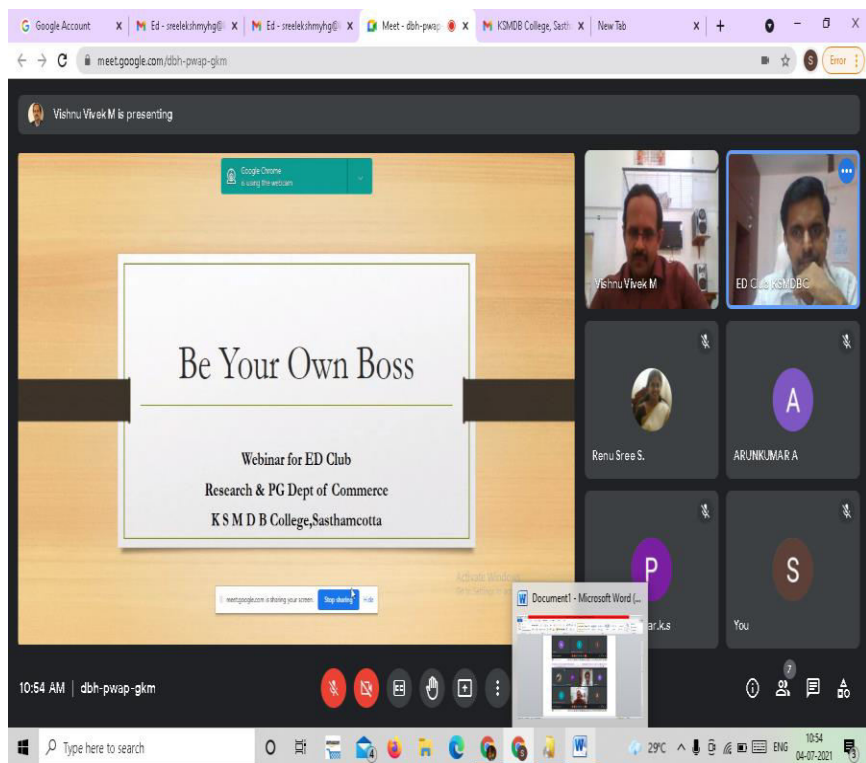 Google Account
Ed - sreelekshmyhg@
Ed - sreelekshmyhg@
Meet - dbh-pwap-
KSMDB College, Sasth
New Tab
meet.google.com/dbh-pwap-gkm
S
Error
Vishnu Vivek M is presenting
Google Chrome
is using the webcam
Be Your Own Boss
Webinar for ED Club
Research & PG Dept of Commerce
K S M D B College,Sasthamcotta
meet.google.com is sharing your screen.
Stop sharing
Hide
Activate Windows
Vishnu Vivek M
ED Club KSMDBC
Renu Sree S.
A
ARUNKUMAR A
P
ar.k.s
S
You
Document1 - Microsoft Word (...
10:54 AM | dbh-pwap-gkm
7
Type here to search
29°C
ENG
10:54
04-07-2021
3